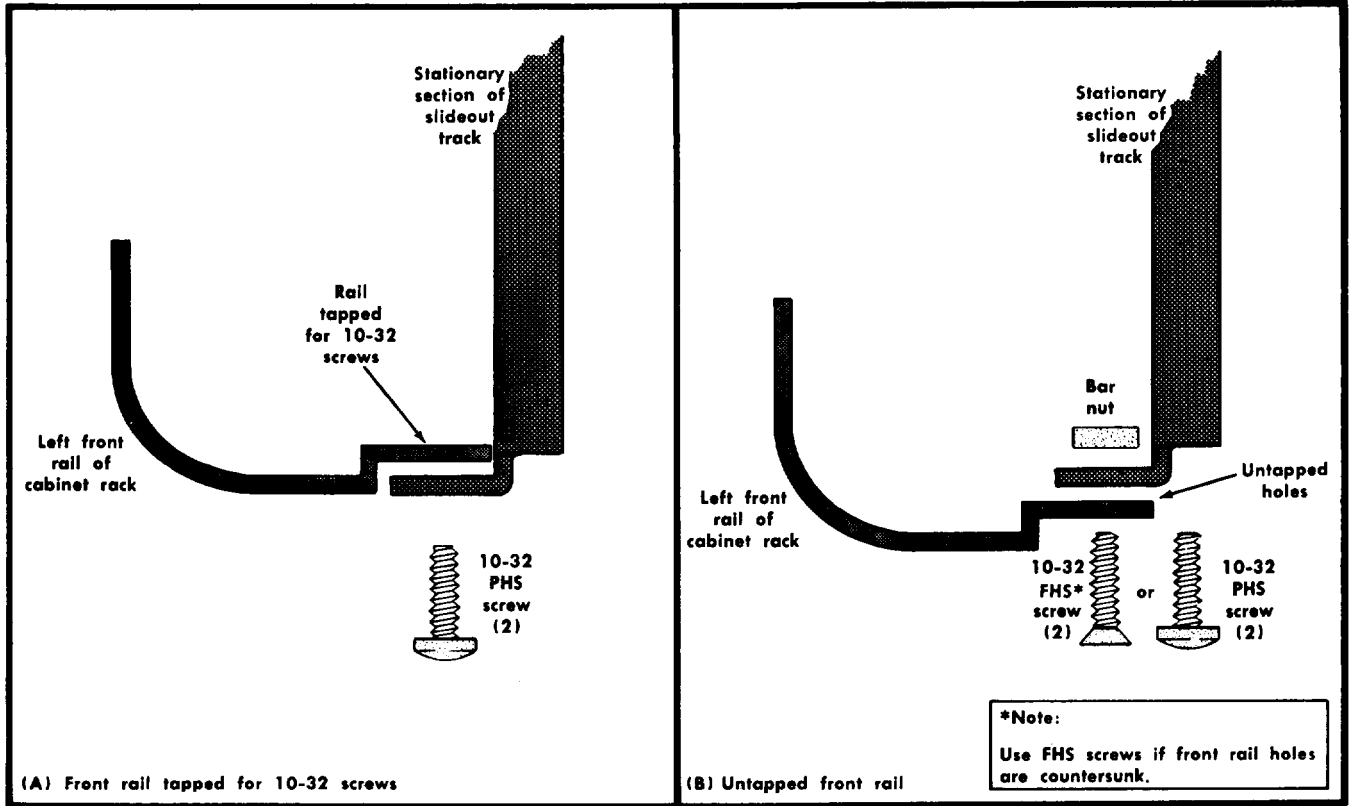 Stationary
section of
slideout
track
Rail
tapped
for 10-32
screws
Left front
rail of
cabinet rack
10-32
PHS
screw
(2)
(A) Front rail tapped for 10-32 screws
Stationary
section of
slideout
track
Bar
nut
Untapped
holes
Left front
rail of
cabinet rack
10-32
FHS*
screw
(2)
or
10-32
PHS
screw
(2)
*Note:
Use FHS screws if front rail holes
are countersunk.
(B) Untapped front rail